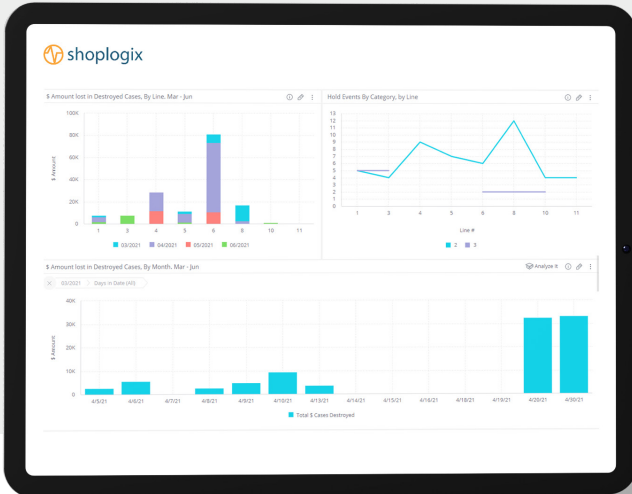 shoplogix
$ Amount lost in Destroyed Cases, By Line, Mar - Jun
100K
80K
60K
40K
20K
0
$ Amount
1 3 4 5 6 8 10 11
03/2021 04/2021 05/2021 06/2021
Hold Events By Category, by Line
13
12
11
10
9
8
7
6
5
4
3
2
1
0
1 3 4 5 6 8 10 11
Line #
2 3
$ Amount lost in Destroyed Cases, By Month, Mar - Jun
Analyze It
03/2021 Days in Date (All)
40K
30K
20K
10K
0
$ Amount
4/5/21 4/6/21 4/7/21 4/8/21 4/9/21 4/10/21 4/13/21 4/14/21 4/15/21 4/16/21 4/18/21 4/19/21 4/20/21 4/30/21
Total $ Cases Destroyed